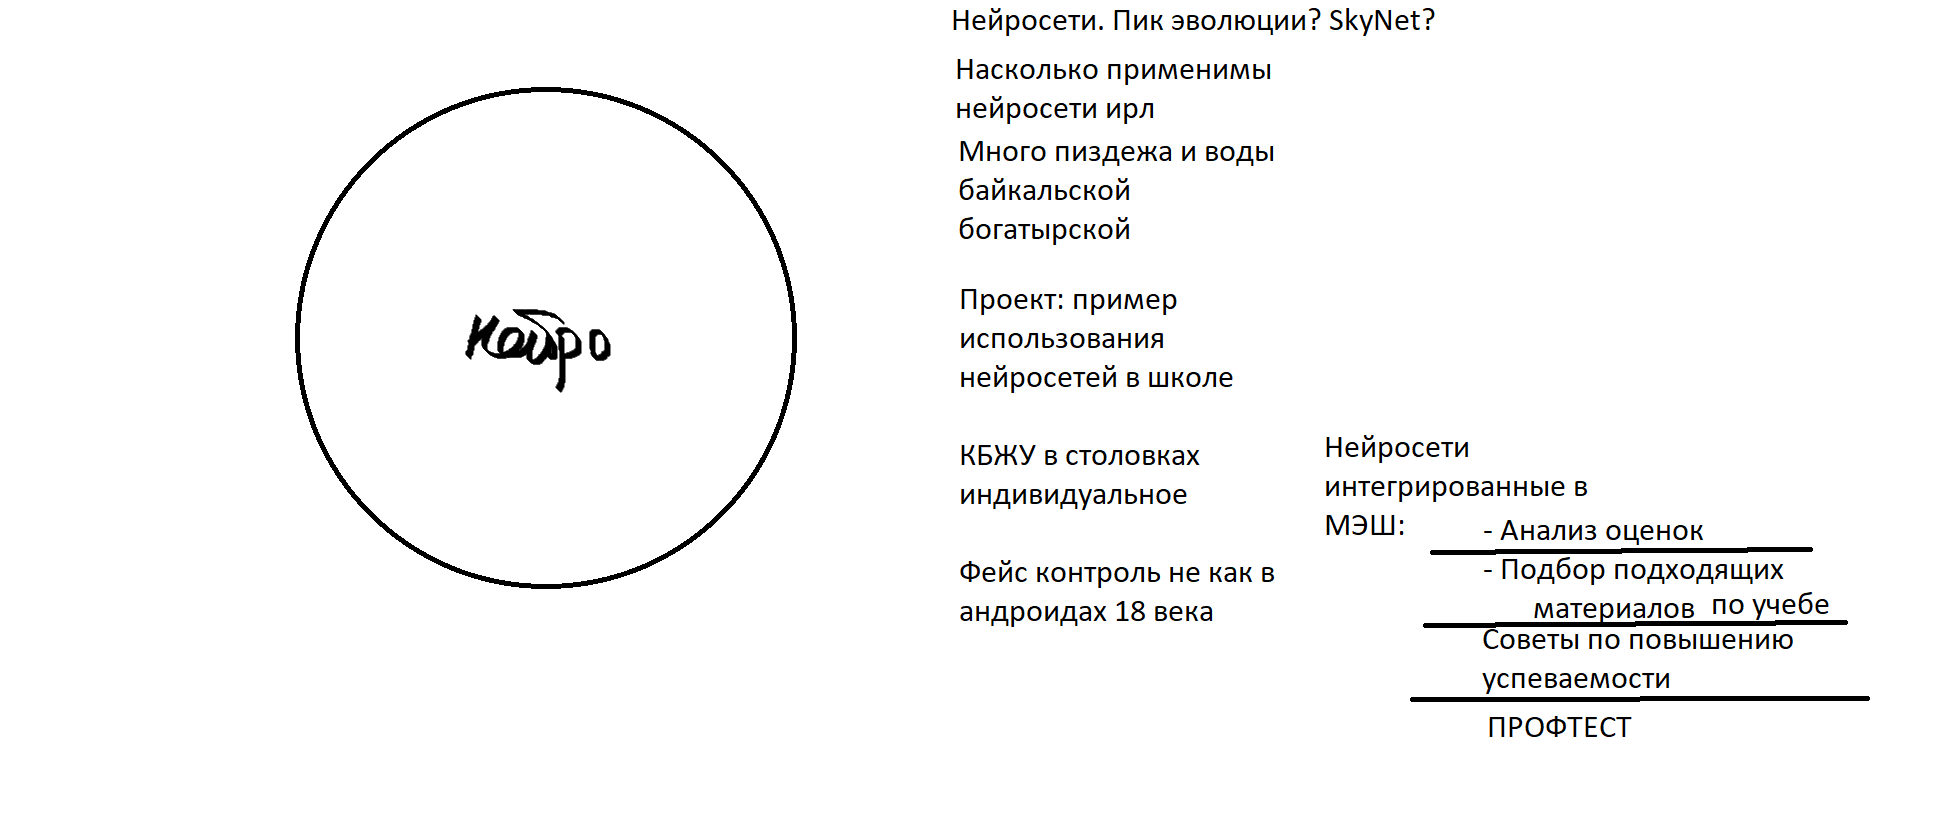 Нейросети. Пик эволюции? SkyNet?
Насколько применимы
нейросети ирл
Много пиздежа и воды
байкальской
богатырской
нейро
Проект: пример
использования
нейросетей в школе
КБЖУ в столовках
индивидуальное
Фейс контроль не как в
андроидах 18 века
Нейросети
интегрированные в
МЭШ:
- Анализ оценок
- Подбор подходящих
материалов по учебе
Советы по повышению
успеваемости
ПРОФТЕСТ